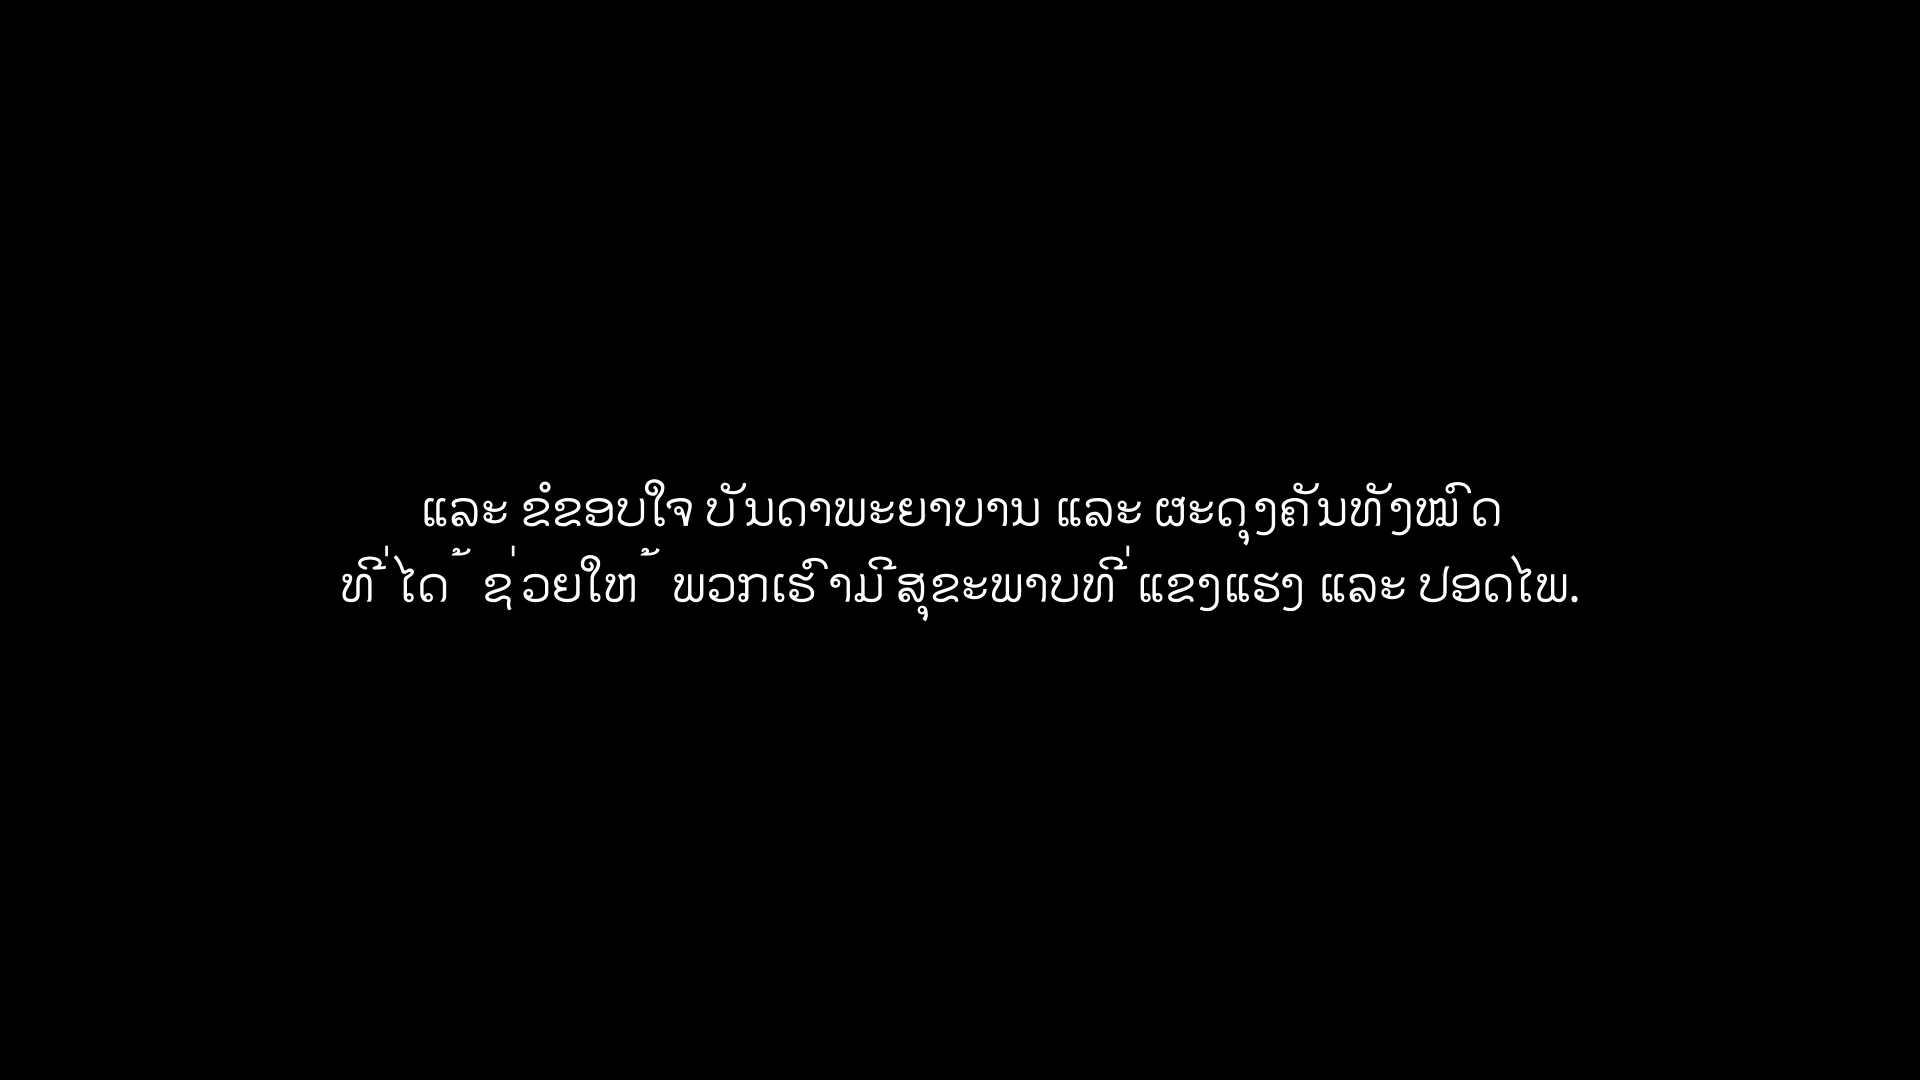 ແລະ ຂໍຂອບໃຈ ບັນດາພະຍາບານ ແລະ ຜະດຸງຄັນທັງໝົດ
ທີ່ໄດ້ ຊ່ວຍໃຫ້ ພວກເຮົາມີສຸຂະພາບທີ່ແຂງແຮງ ແລະ ປອດໄພ.